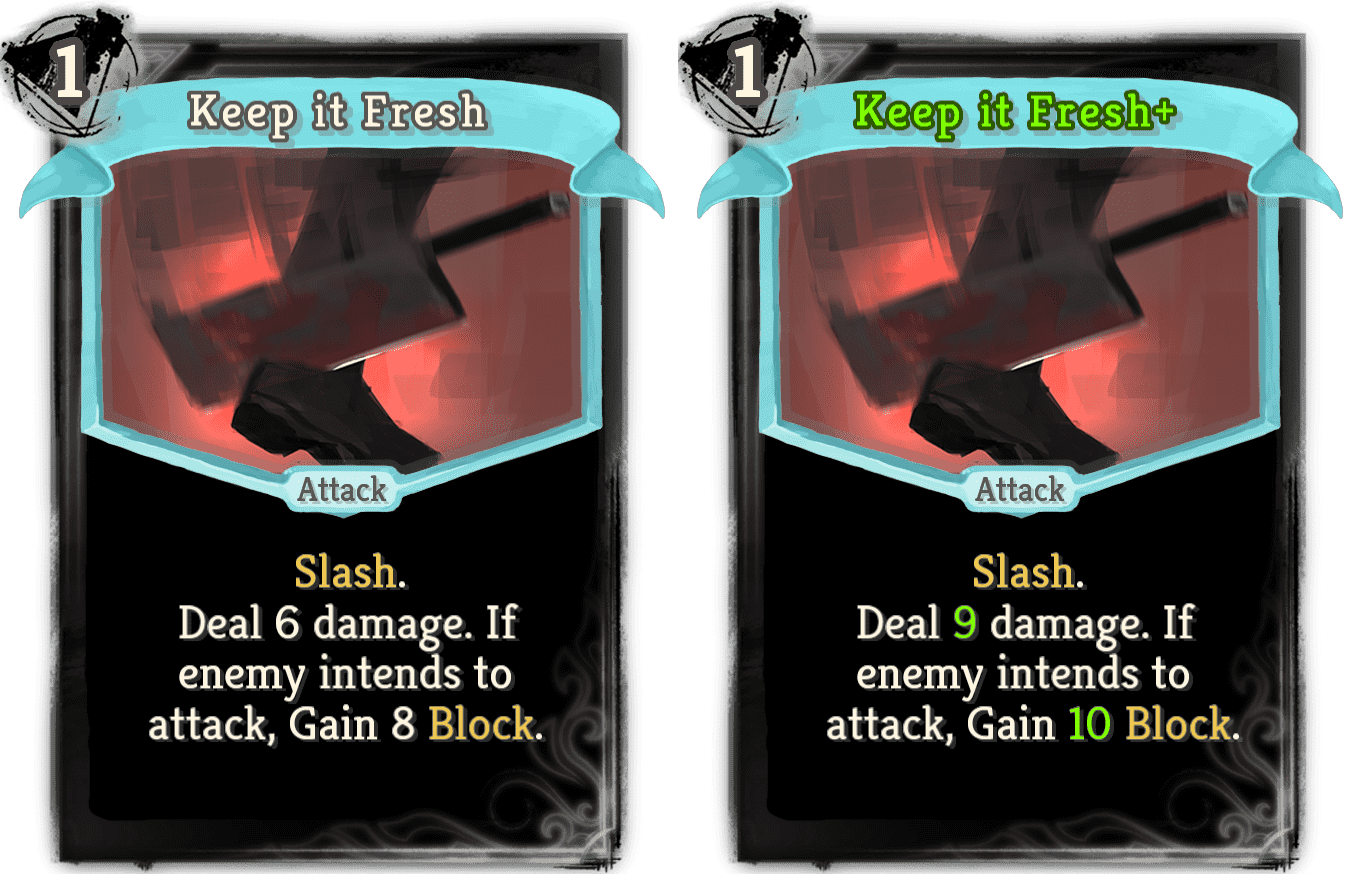 1
Keep it Fresh
Attack
Slash.
Deal 6 damage. If
enemy intends to
attack, Gain 8 Block.
1
Keep it Fresh+
Attack
Slash.
Deal 9 damage. If
enemy intends to
attack, Gain 10 Block.